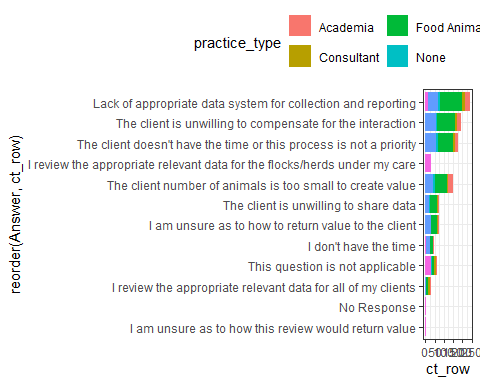 practice_type
Academia
Food Anima
Consultant
None
reorder(Answer, ct_row)
Lack of appropriate data system for collection and reporting
The client is unwilling to compensate for the interaction
The client doesn't have the time or this process is not a priority
I review the appropriate relevant data for the flocks/herds under my care
The client number of animals is too small to create value
The client is unwilling to share data
I am unsure as to how to return value to the client
I don't have the time
This question is not applicable
I review the appropriate relevant data for all of my clients
No Response
I am unsure as to how this review would return value
ct_row